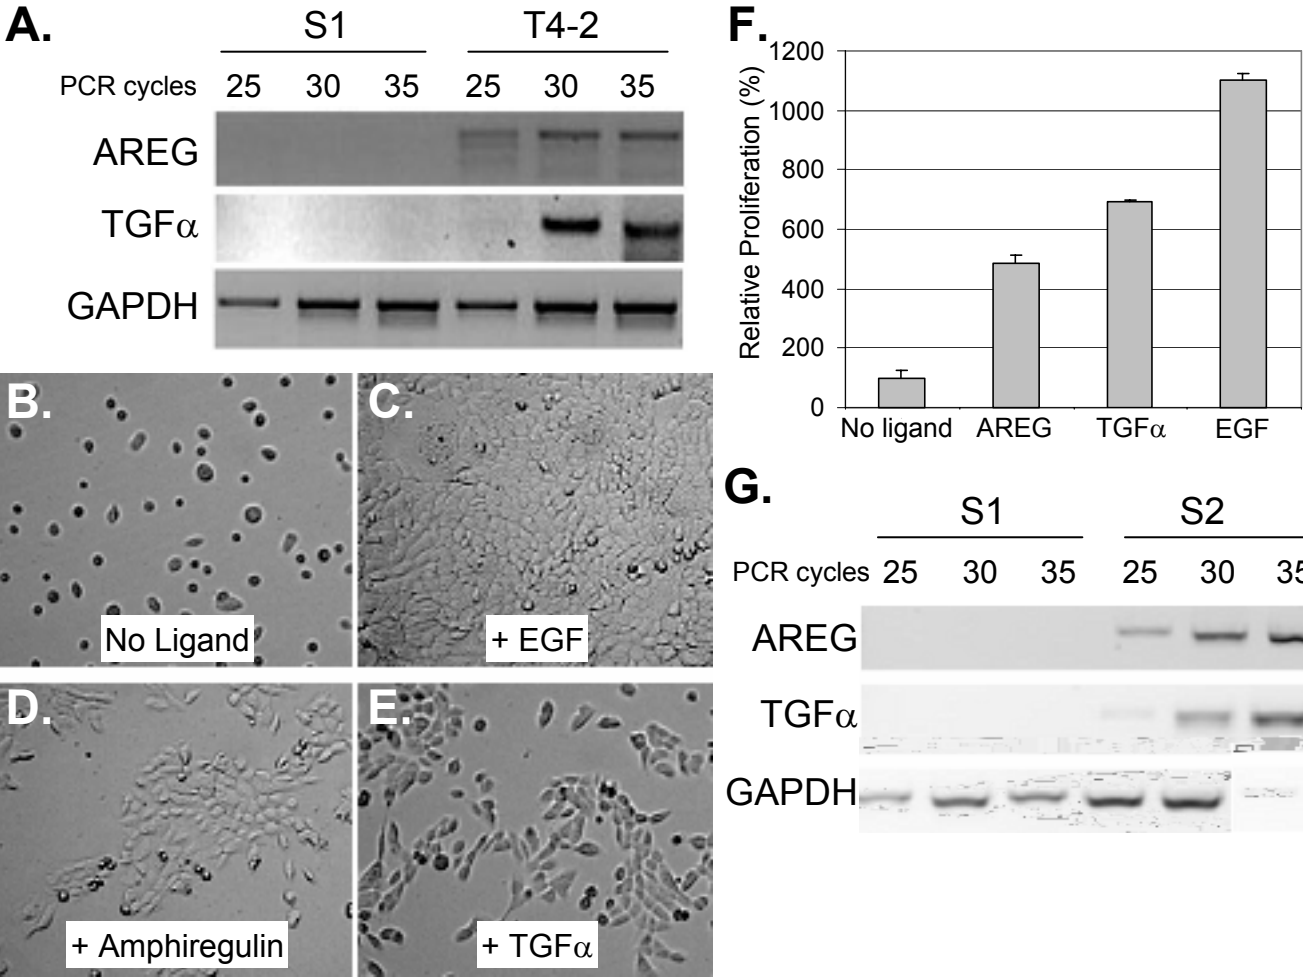 A.
S1 T4-2
PCR cycles 25 30 35 25 30 35
AREG
TGFα
GAPDH
B.
No Ligand
C.
+ EGF
D.
+ Amphiregulin
E.
+ TGFα
F.
Relative Proliferation (%)
1200
1000
800
600
400
200
0
No ligand AREG TGFα EGF
G.
S1 S2
PCR cycles 25 30 35 25 30 35
AREG
TGFα
GAPDH